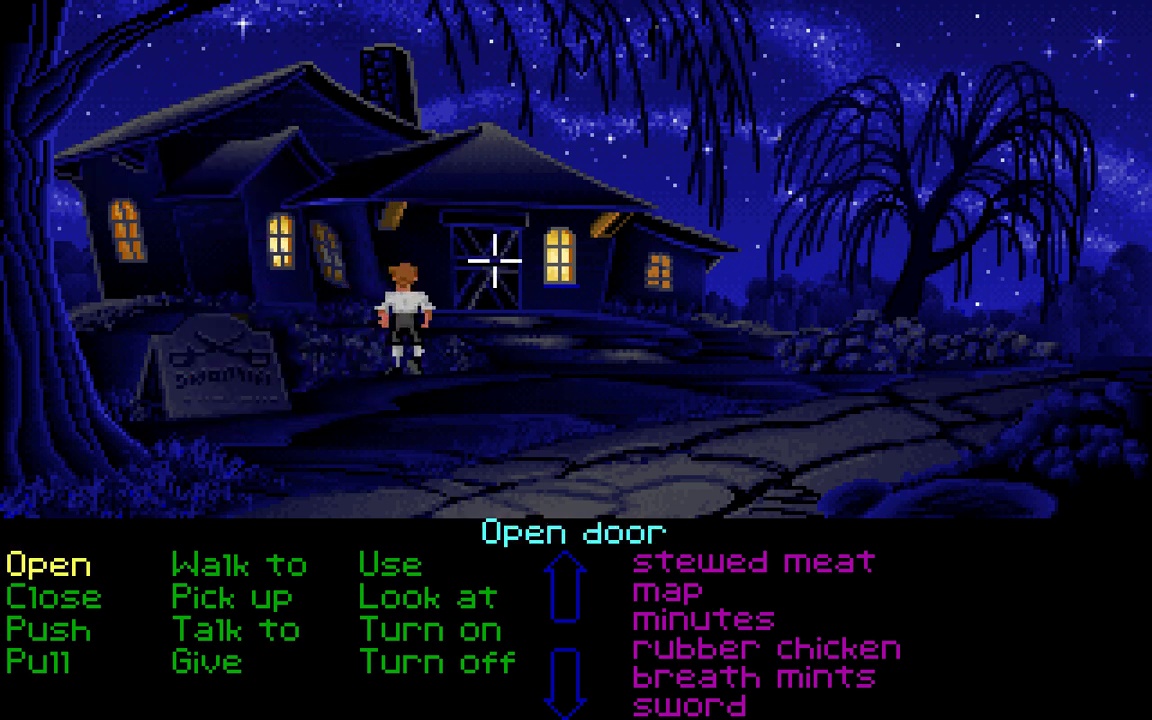 Open door
Open Walk to Use
Close Pick up Look at
Push Talk to Turn on
Pull Give Turn off
stewed meat
map
minutes
rubber chicken
breath mints
sword